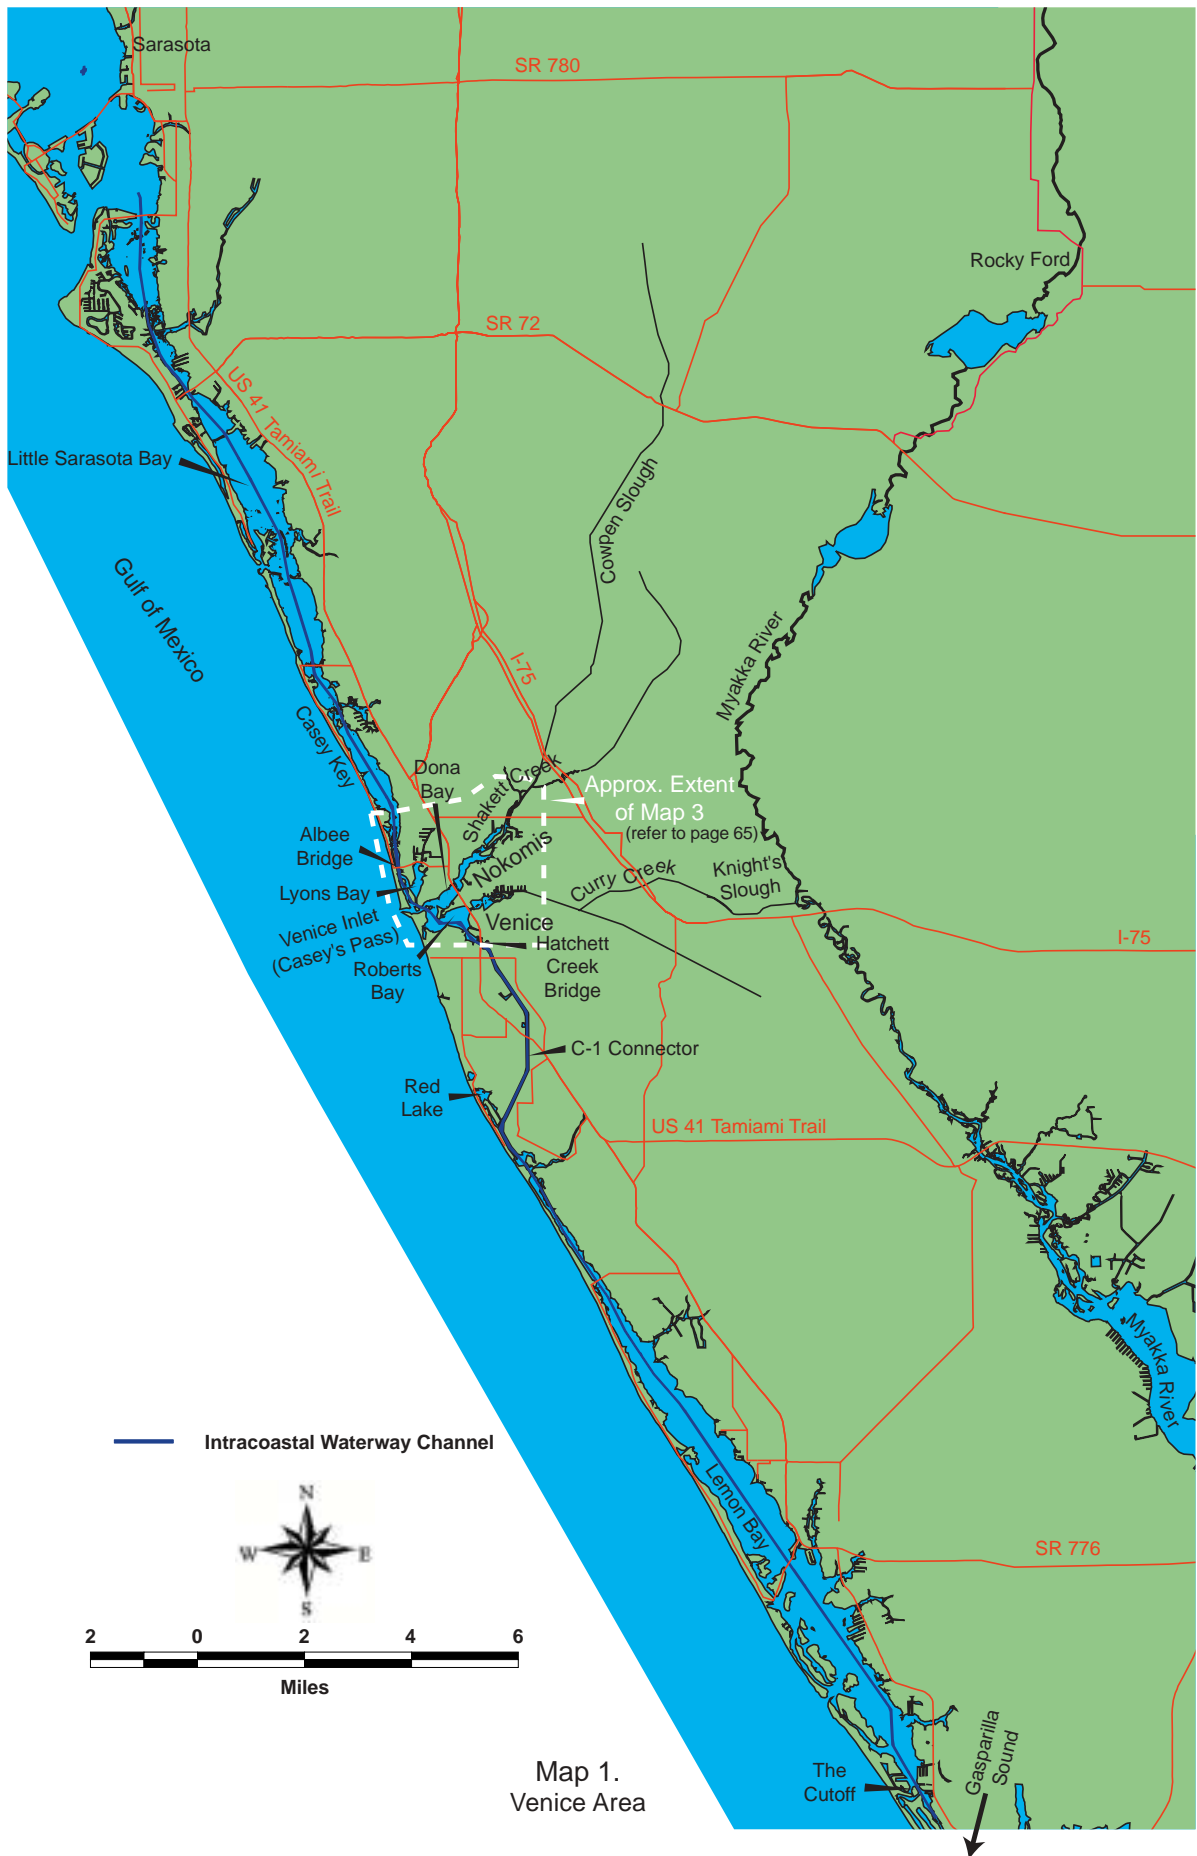 Sarasota
SR 780
Rocky Ford
SR 72
US 41 Tamiami Trail
Little Sarasota Bay
Cowpen Slough
Gulf of Mexico
Myakka River
I-75
Casey Key
Dona
Bay
Shakett Creek
Approx. Extent
of Map 3
(refer to page 65)
Albee
Bridge
Nokomis
Lyons Bay
Curry Creek
Knight's
Slough
Venice Inlet
(Casey's Pass)
Venice
Roberts
Bay
Hatchett
Creek
Bridge
I-75
C-1 Connector
Red
Lake
US 41 Tamiami Trail
Myakka River
Intracoastal Waterway Channel
Lemon Bay
N
W E
S
SR 776
2 0 2 4 6
Miles
Gasparilla
Sound
The
Cutoff
Map 1.
Venice Area